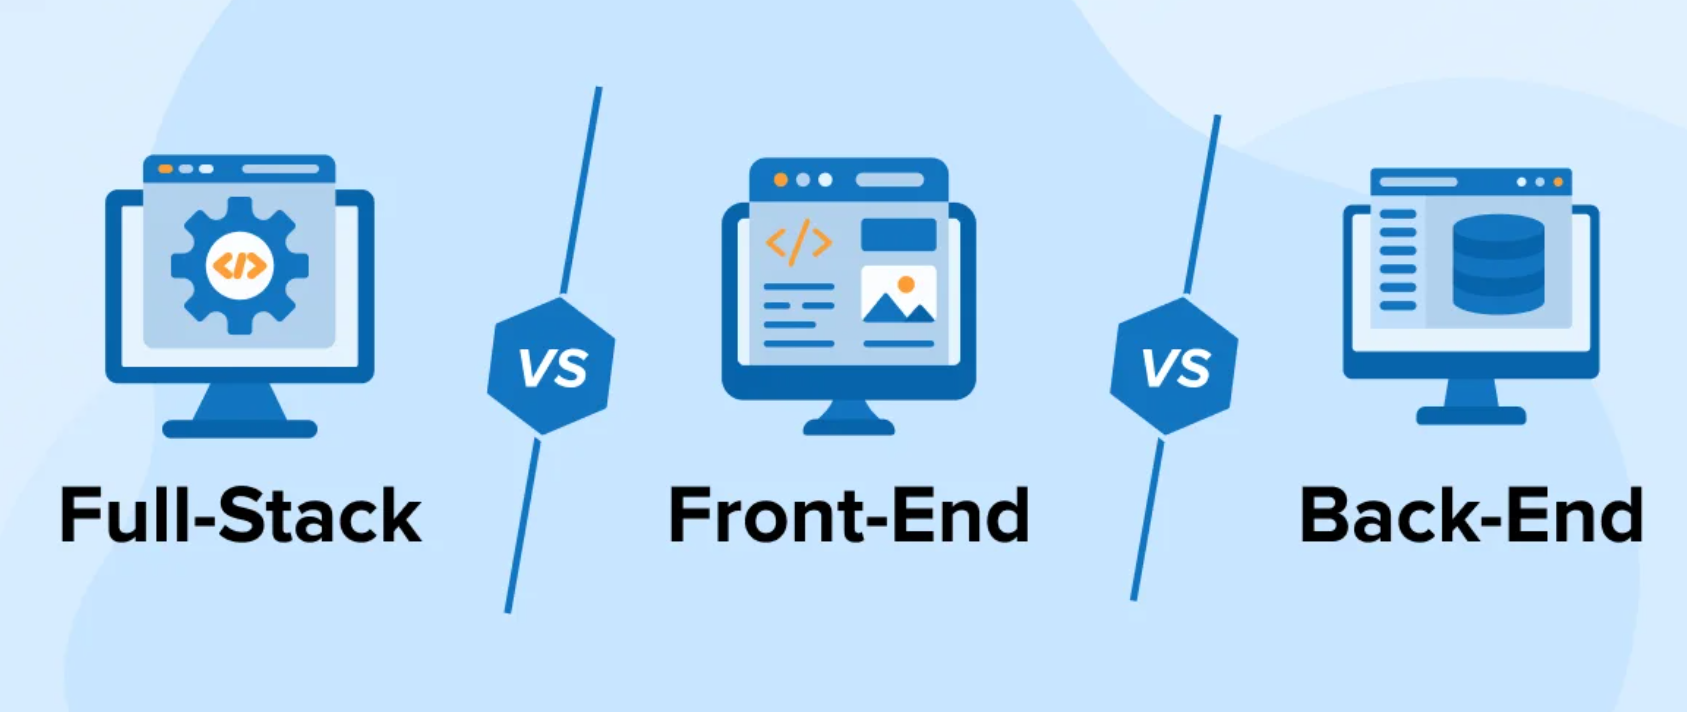 </>
VS
</>
VS
Full-Stack
Front-End
Back-End